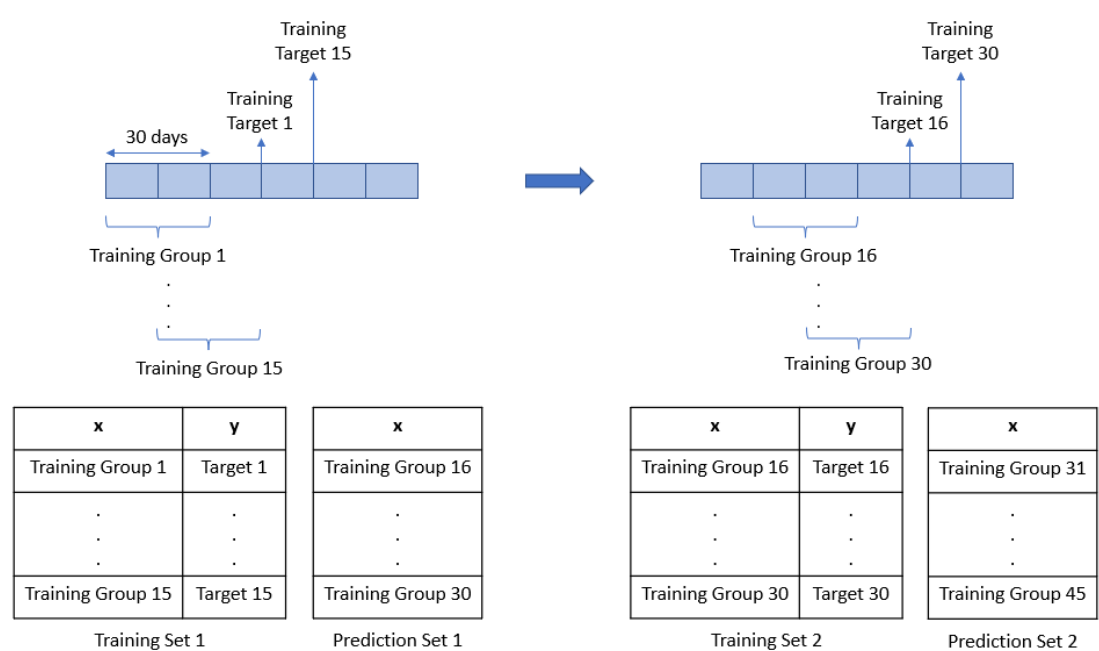 Training
Target 15
Training
Target 1
30 days
Training Group 1
.
.
.
Training Group 15
Training
Target 30
Training
Target 16
Training Group 16
.
.
.
Training Group 30
x y
Training Group 1 Target 1
. .
. .
. .
Training Group 15 Target 15
Training Set 1
x
Training Group 16
.
.
.
Training Group 30
Prediction Set 1
x y
Training Group 16 Target 16
. .
. .
. .
Training Group 30 Target 30
Training Set 2
x
Training Group 31
.
.
.
Training Group 45
Prediction Set 2